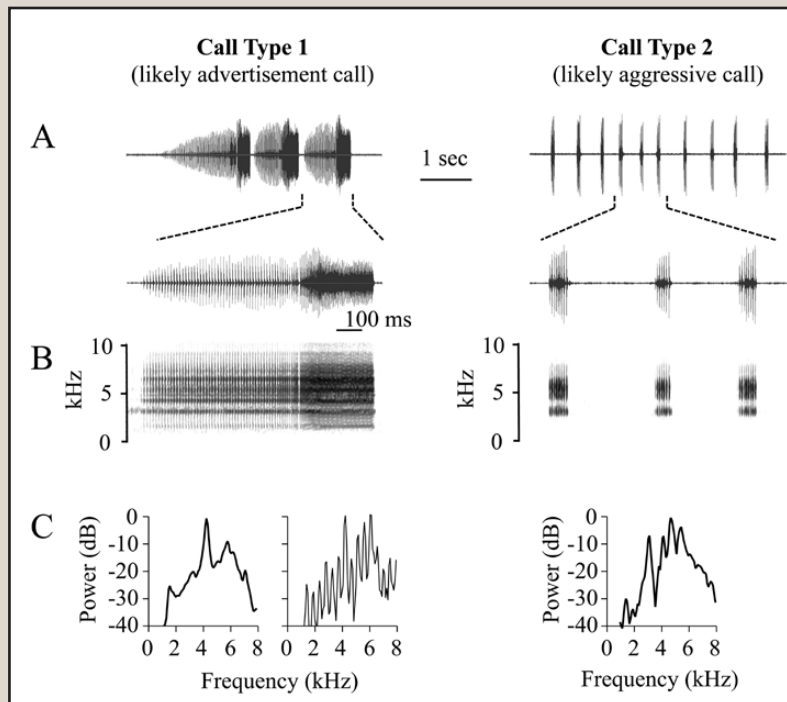 Call Type 1
(likely advertisement call)
Call Type 2
(likely aggressive call)
A
1 sec
100 ms
B
10
5
0
kHz
10
5
0
kHz
C
0
-10
-20
-30
-40
Power (dB)
0 2 4 6 8
0 2 4 6 8
Frequency (kHz)
0
-10
-20
-30
-40
Power (dB)
0 2 4 6 8
Frequency (kHz)